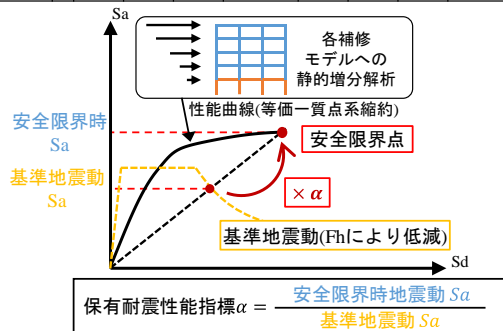 Sa
各補修
モデルへの
静的増分解析
性能曲線(等価一質点系縮約)
安全限界時
Sa
安全限界点
基準地震動
Sa
×α
基準地震動(Fhにより低減)
Sd
保有耐震性能指標α = 安全限界時地震動 Sa
基準地震動 Sa